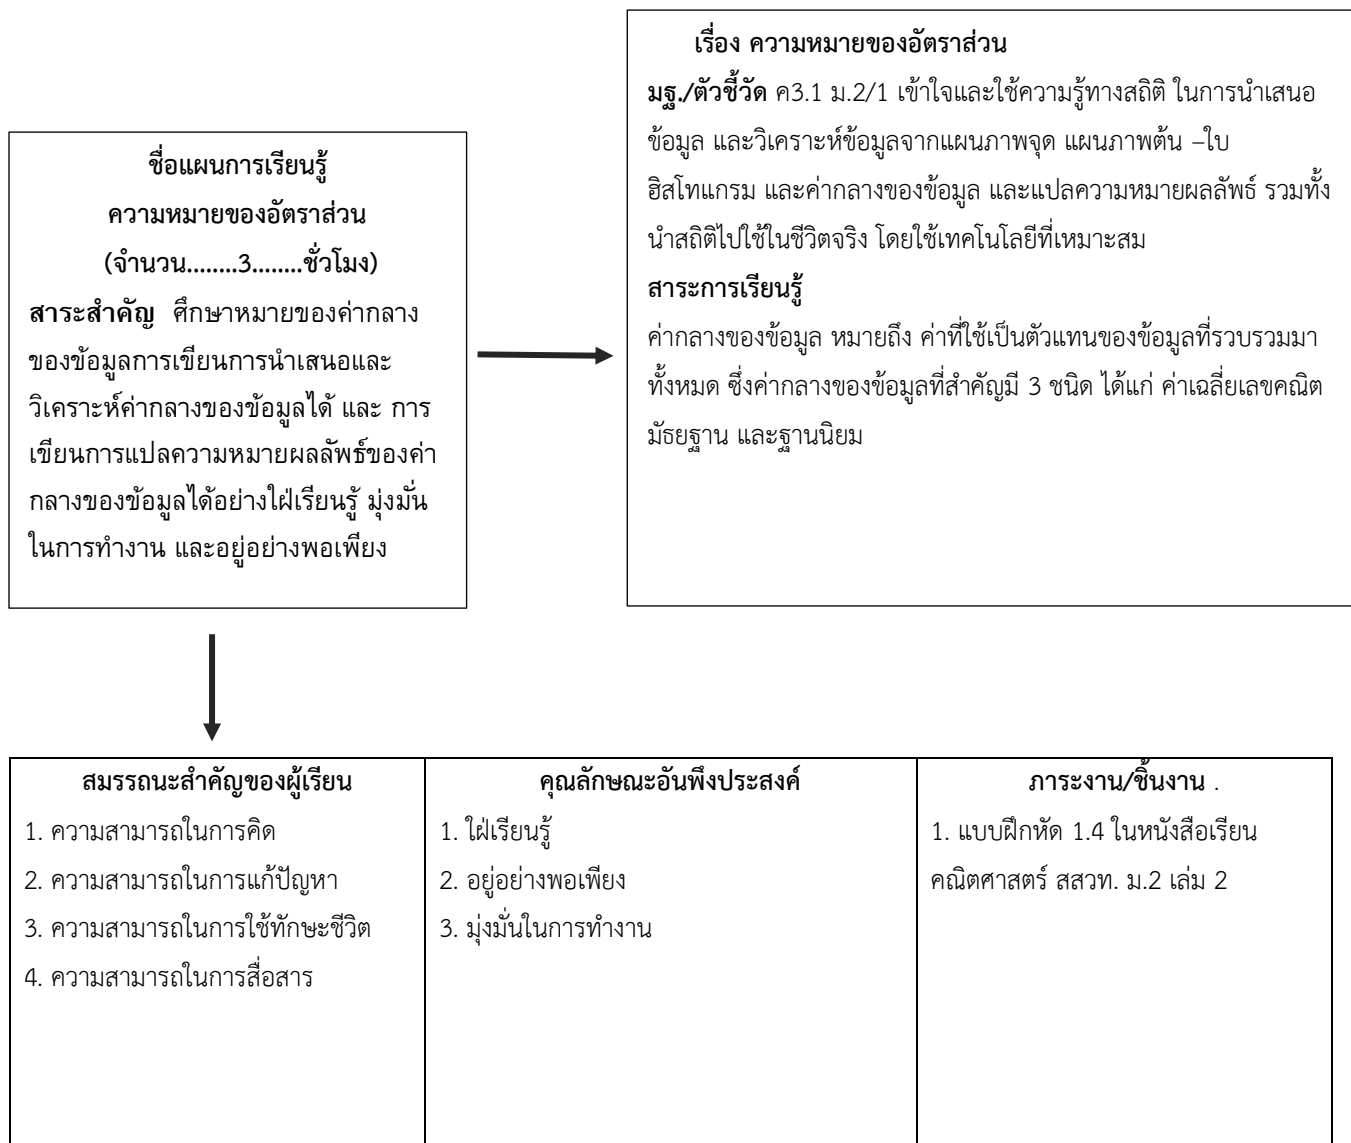 เรื่อง ความหมายของอัตราส่วน
มฐ./ตัวชี้วัด ค3.1 ม.2/1 เข้าใจและใช้ความรู้ทางสถิติ ในการนำเสนอ
ข้อมูล และวิเคราะห์ข้อมูลจากแผนภาพจุด แผนภาพต้น –ใบ
ฮิสโทแกรม และค่ากลางของข้อมูล และแปลความหมายผลลัพธ์ รวมทั้ง
นำสถิติไปใช้ในชีวิตจริง โดยใช้เทคโนโลยีที่เหมาะสม
สาระการเรียนรู้
ค่ากลางของข้อมูล หมายถึง ค่าที่ใช้เป็นตัวแทนของข้อมูลที่รวบรวมมา
ทั้งหมด ซึ่งค่ากลางของข้อมูลที่สำคัญมี 3 ชนิด ได้แก่ ค่าเฉลี่ยเลขคณิต
มัธยฐาน และฐานนิยม
ชื่อแผนการเรียนรู้
ความหมายของอัตราส่วน
(จำนวน........3........ชั่วโมง)
สาระสำคัญ ศึกษาหมายของค่ากลาง
ของข้อมูลการเขียนการนำเสนอและ
วิเคราะห์ค่ากลางของข้อมูลได้ และ การ
เขียนการแปลความหมายผลลัพธ์ของค่า
กลางของข้อมูลได้อย่างใฝ่เรียนรู้ มุ่งมั่น
ในการทำงาน และอยู่อย่างพอเพียง
สมรรถนะสำคัญของผู้เรียน
1. ความสามารถในการคิด
2. ความสามารถในการแก้ปัญหา
3. ความสามารถในการใช้ทักษะชีวิต
4. ความสามารถในการสื่อสาร
คุณลักษณะอันพึงประสงค์
1. ใฝ่เรียนรู้
2. อยู่อย่างพอเพียง
3. มุ่งมั่นในการทำงาน
ภาระงาน/ชิ้นงาน .
1. แบบฝึกหัด 1.4 ในหนังสือเรียน
คณิตศาสตร์ สสวท. ม.2 เล่ม 2